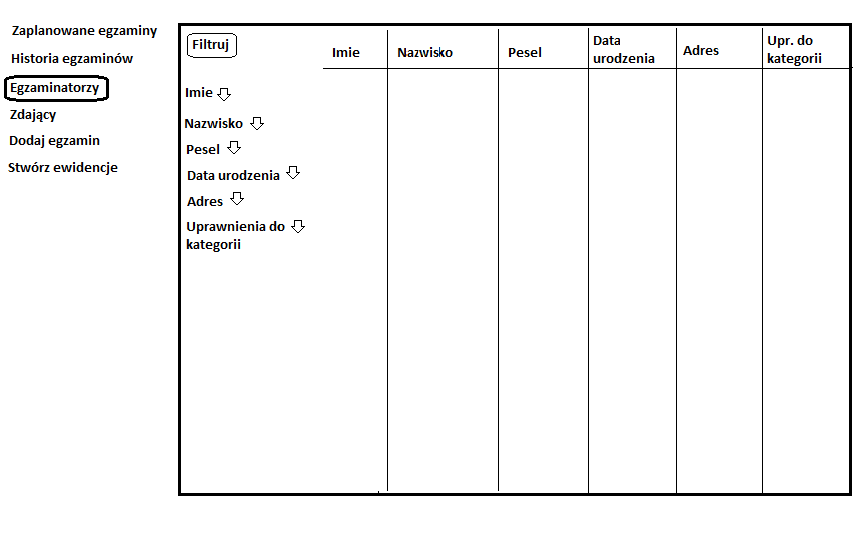 Zaplanowane egzaminy
Historia egzaminów
Egzaminatorzy
Zdający
Dodaj egzamin
Stwórz ewidencje
Filtruj
Imie
Nazwisko
Pesel
Data urodzenia
Adres
Uprawnienia do
kategorii
Imie
Nazwisko
Pesel
Data
urodzenia
Adres
Upr. do
kategorii